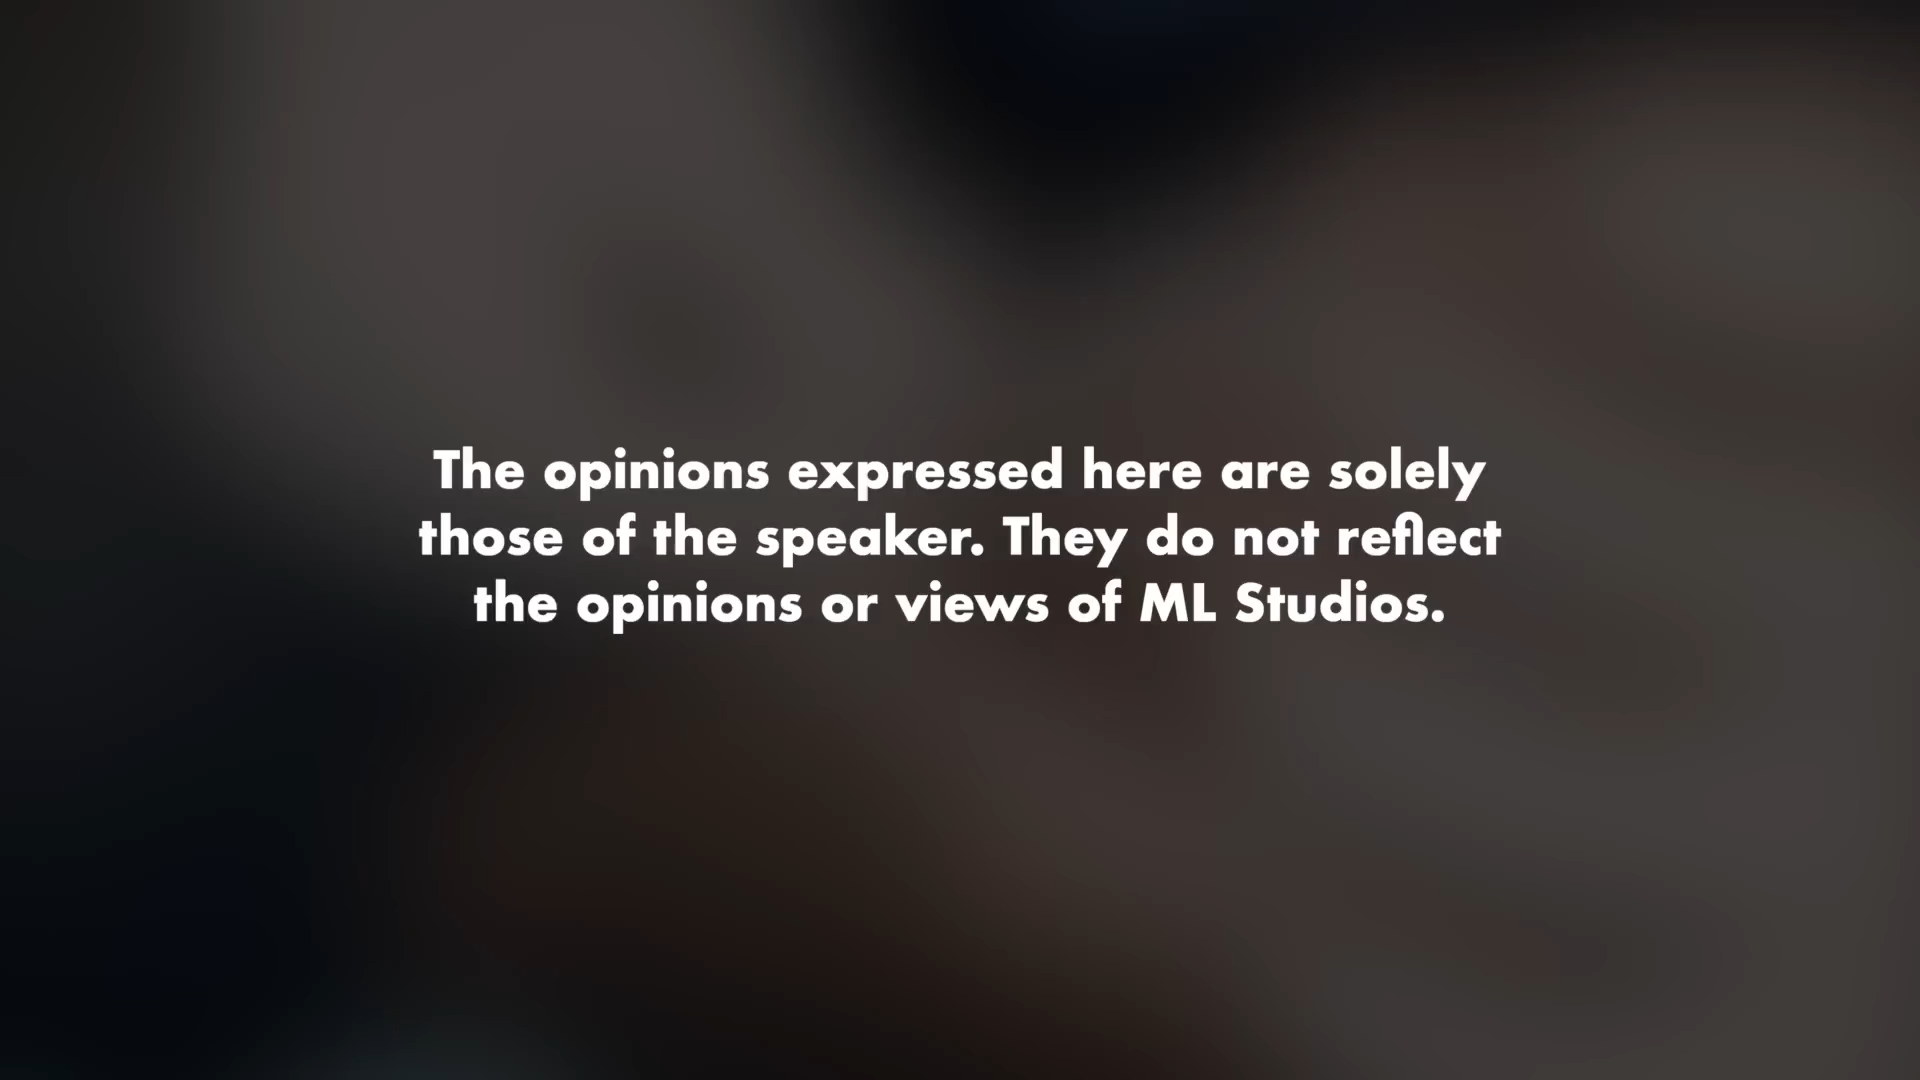 The opinions expressed here are solely
those of the speaker. They do not reflect
the opinions or views of ML Studios.